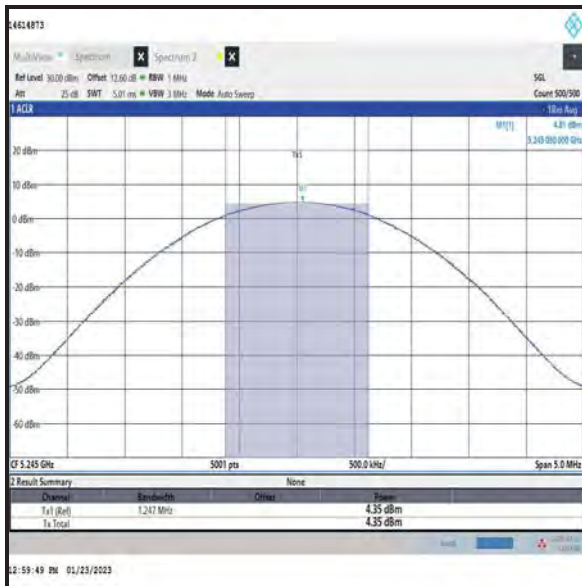 14614873
MultiView Spectrum X Spectrum 2 X
Ref Level 30.00 dBm Offset 12.60 dB RBW 1 MHz SGL
Att 25 dB SWT 5.01 ms VBW 3 MHz Mode Auto Sweep Count 500/500
1 ACLR
M1[1] 4.81 dBm
Tx1
20 dBm
10 dBm
0 dBm
-10 dBm
-20 dBm
-30 dBm
-40 dBm
-50 dBm
-60 dBm
CF 5.245 GHz 5001 pts 500.0 kHz/ Span 5.0 MHz
2 Result Summary None
Channel Bandwidth Offset Power
Tx1 (Ref) 1.247 MHz 4.35 dBm
Tx Total 4.35 dBm
12:59:49 PM 01/23/2023